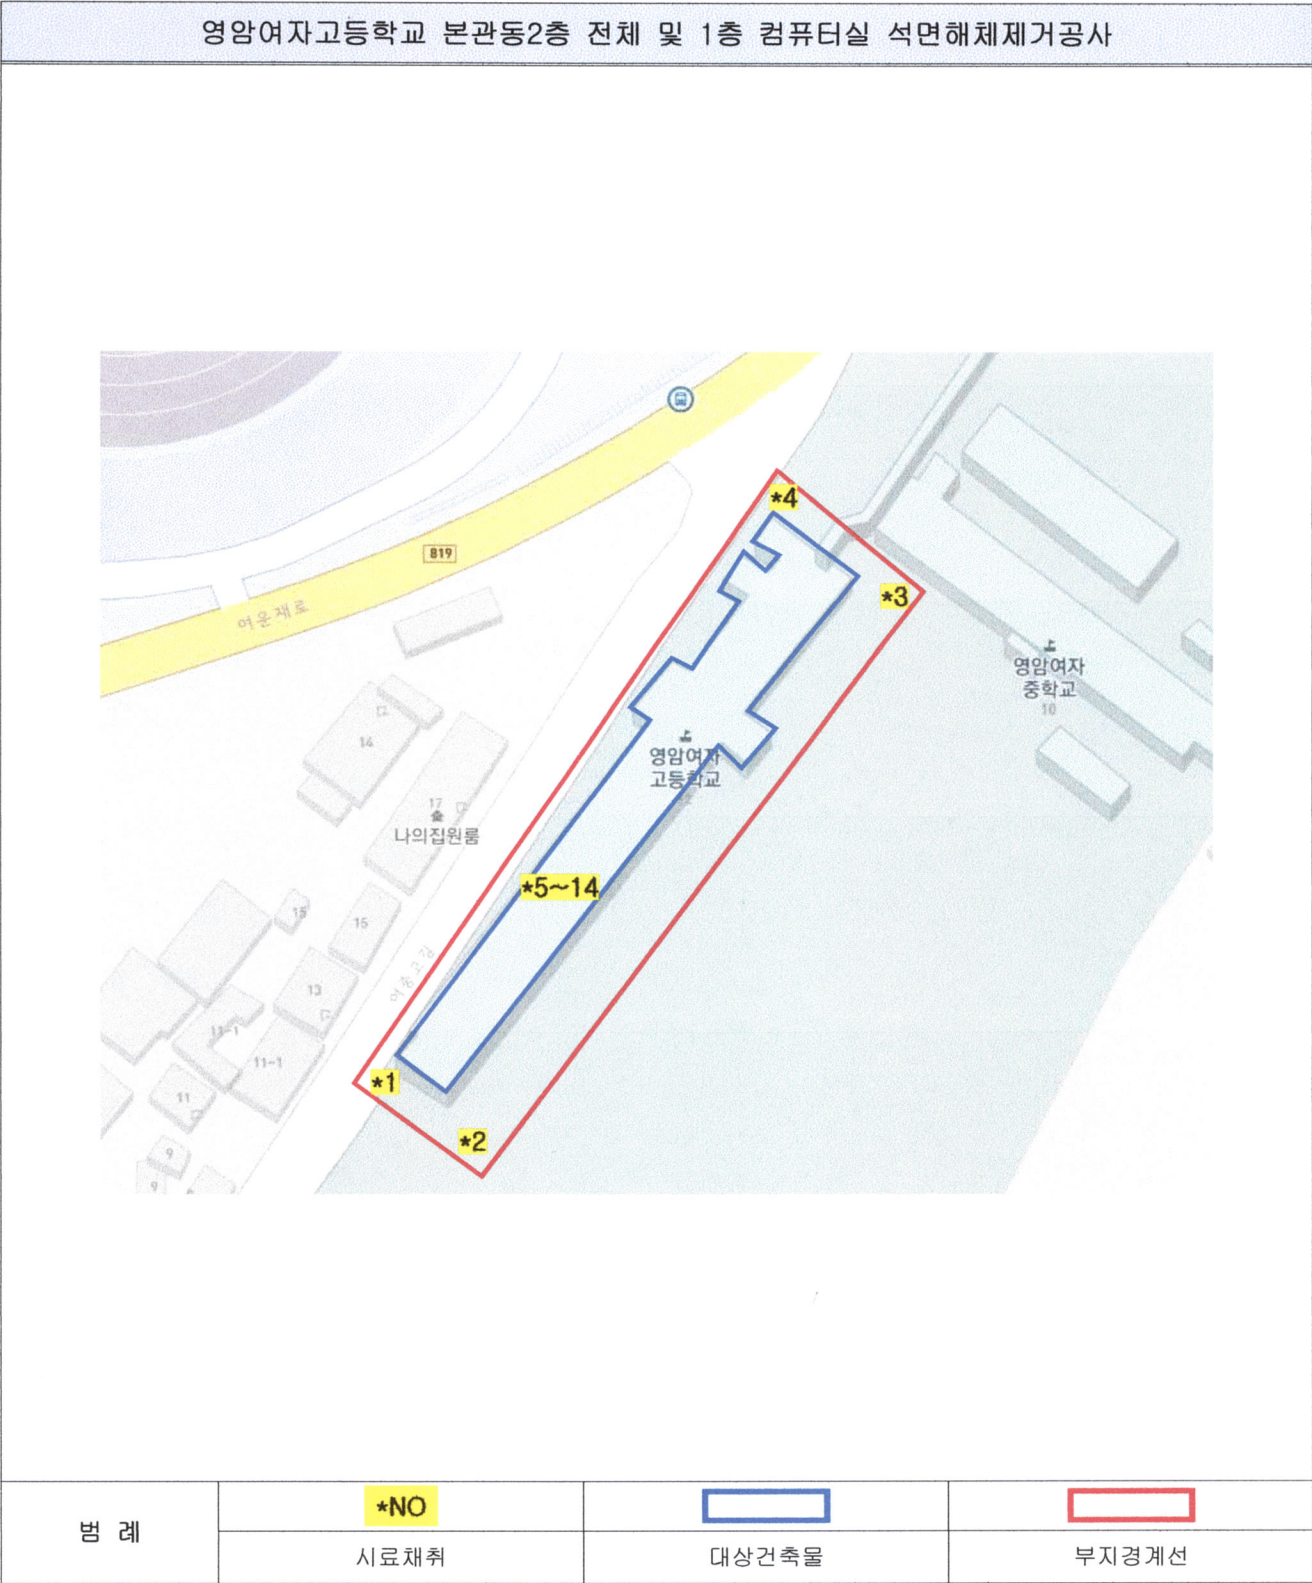 영암여자고등학교 본관동2층 전체 및 1층 컴퓨터실 석면해체제거공사
*4
819
*3
여운재로
영암여자
중학교
10
14
영암여자
고등학교
17
나의집원룸
*5~14
15
15
13
11-1
11-1
*1
11
*2
9
9
범 례
*NO
시료채취
대상건축물
부지경계선